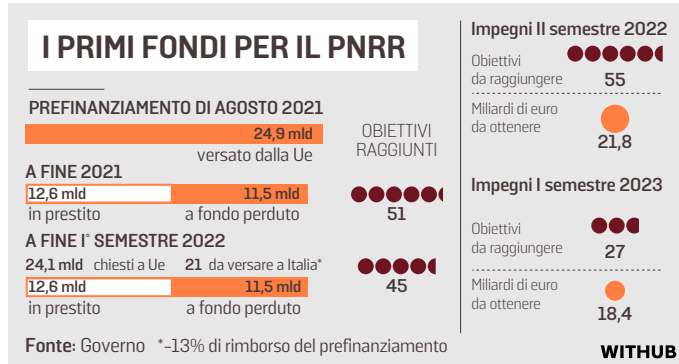 I PRIMI FONDI PER IL PNRR
PREFINANZIAMENTO DI AGOSTO 2021
24,9 mld
versato dalla Ue
OBIETTIVI
RAGGIUNTI
A FINE 2021
12,6 mld 11,5 mld
in prestito a fondo perduto
51
A FINE I° SEMESTRE 2022
24,1 mld chiesti a Ue 21 da versare a Italia*
12,6 mld 11,5 mld
in prestito a fondo perduto
45
Fonte: Governo *-13% di rimborso del prefinanziamento
Impegni II semestre 2022
Obiettivi
da raggiungere
55
Miliardi di euro
da ottenere
21,8
Impegni I semestre 2023
Obiettivi
da raggiungere
27
Miliardi di euro
da ottenere
18,4
WITHUB